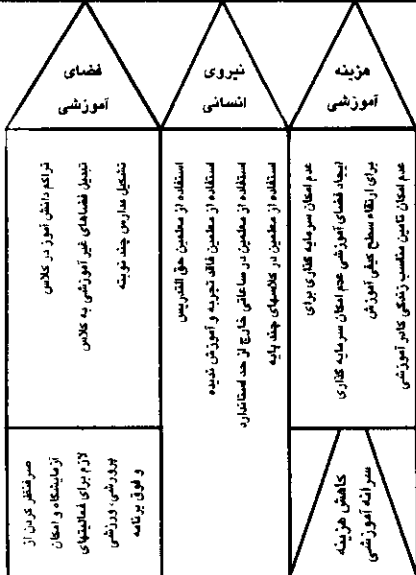 هزینه
آموزشی
نیروی
انسانی
فضای
آموزشی
عدم امکان سرمایه گذاری برای
ایجاد فضای آموزشی عدم امکان سرمایه گذاری
برای ارتقاء سطح کیفی آموزش
عدم امکان تامین مناسب زندگی کادر آموزشی
کاهش هزینه
سرانه آموزشی
استفاده از معلمین حق التدریس
استفاده از معلمین فاقد تجربه و آموزش ندیده
استفاده از معلمین در ساعاتی خارج از حد استاندارد
استفاده از معلمین در کلاسهای چند پایه
تراکم دانش آموز در کلاس
تبدیل فضاهای غیر آموزشی به کلاس
تشکیل مدارس چند نوبته
صرفنظر کردن از
آزمایشگاه و امکان
لازم برای فعالیتهای
پرورشی، ورزشی
و فوق برنامه